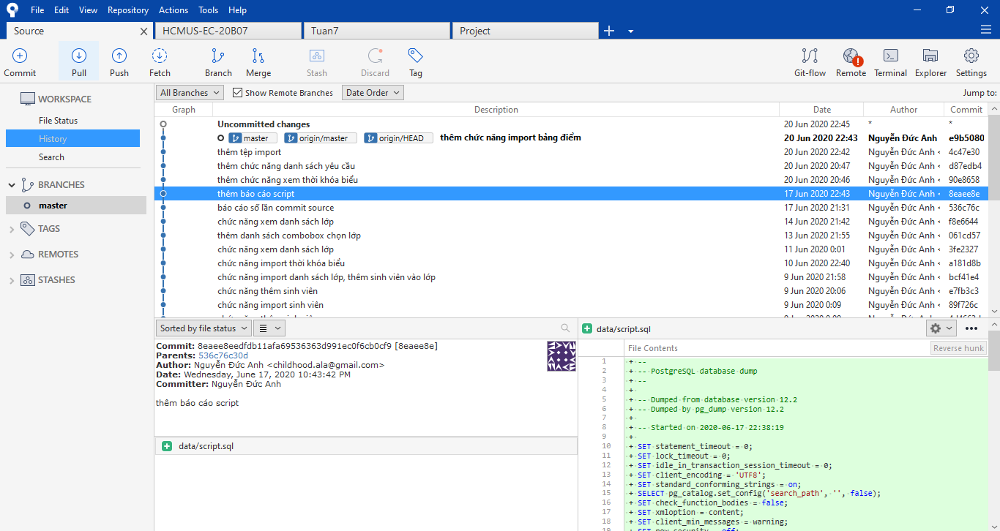 File Edit View Repository Actions Tools Help
Source HCMUS-EC-20B07 Tuan7 Project
Commit Pull Push Fetch Branch Merge Stash Discard Tag Git-flow Remote Terminal Explorer Settings
WORKSPACE
File Status
History
Search
BRANCHES
master
TAGS
REMOTES
STASHES
All Branches Show Remote Branches Date Order Jump to:
Graph Description Date Author Commit
Uncommitted changes 20 Jun 2020 22:45 * *
master origin/master origin/HEAD thêm chức năng import bảng điểm 20 Jun 2020 22:43 Nguyễn Đức Anh e9b5080
thêm tệp import 20 Jun 2020 22:42 Nguyễn Đức Anh < 4c47e30
thêm chức năng danh sách yêu cầu 20 Jun 2020 20:47 Nguyễn Đức Anh < d87edb4
thêm chức năng xem thời khóa biểu 20 Jun 2020 20:46 Nguyễn Đức Anh < 90e8658
thêm báo cáo script 17 Jun 2020 22:43 Nguyễn Đức Anh < 8eaee8e
báo cáo số lần commit source 17 Jun 2020 21:31 Nguyễn Đức Anh < 536c76c
chức năng xem danh sách lớp 14 Jun 2020 21:42 Nguyễn Đức Anh < f8e6644
thêm danh sách combobox chọn lớp 13 Jun 2020 21:55 Nguyễn Đức Anh < 061cd57
chức năng xem danh sách lớp 11 Jun 2020 0:01 Nguyễn Đức Anh < 3fe2327
chức năng import thời khóa biểu 10 Jun 2020 22:40 Nguyễn Đức Anh < a181d8b
chức năng import danh sách lớp, thêm sinh viên vào lớp 9 Jun 2020 21:58 Nguyễn Đức Anh < bcf41e4
chức năng thêm sinh viên 9 Jun 2020 20:06 Nguyễn Đức Anh < e7fb3c3
chức năng import sinh viên 9 Jun 2020 0:09 Nguyễn Đức Anh < 89f726c
Sorted by file status
Commit: 8eaee8eedfdb11afa69536363d991ec0f6cb0cf9 [8eaee8e]
Parents: 536c76c30d
Author: Nguyễn Đức Anh <childhood.ala@gmail.com>
Date: Wednesday, June 17, 2020 10:43:42 PM
Committer: Nguyễn Đức Anh
thêm báo cáo script
data/script.sql
data/script.sql
File Contents Reverse hunk
1 + --
2 + -- PostgreSQL database dump
3 + --
4 +
5 + -- Dumped from database version 12.2
6 + -- Dumped by pg_dump version 12.2
7 +
8 + -- Started on 2020-06-17 22:38:19
9 +
10 + SET statement_timeout = 0;
11 + SET lock_timeout = 0;
12 + SET idle_in_transaction_session_timeout = 0;
13 + SET client_encoding = 'UTF8';
14 + SET standard_conforming_strings = on;
15 + SELECT pg_catalog.set_config('search_path', '', false);
16 + SET check_function_bodies = false;
17 + SET xmloption = content;
18 + SET client_min_messages = warning;
19 + SET row_security = off;